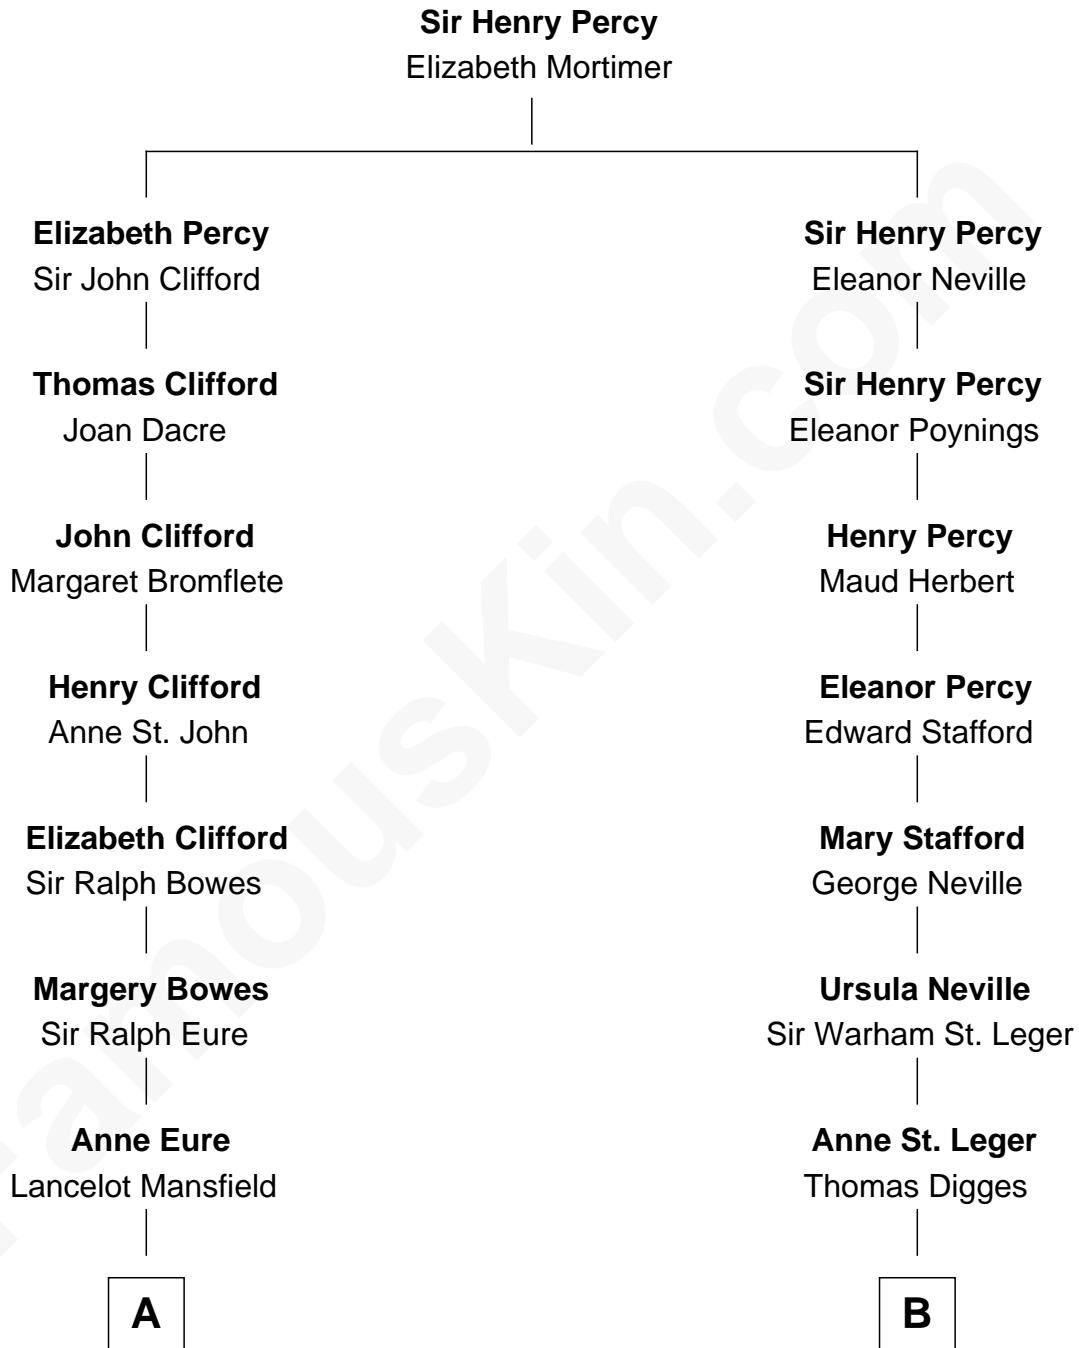 Sir Henry Percy
Elizabeth Mortimer
Elizabeth Percy
Sir John Clifford
Sir Henry Percy
Eleanor Neville
Thomas Clifford
Joan Dacre
Sir Henry Percy
Eleanor Poynings
John Clifford
Margaret Bromflete
Henry Percy
Maud Herbert
Henry Clifford
Anne St. John
Eleanor Percy
Edward Stafford
Elizabeth Clifford
Sir Ralph Bowes
Mary Stafford
George Neville
Margery Bowes
Sir Ralph Eure
Ursula Neville
Sir Warham St. Leger
Anne Eure
Lancelot Mansfield
Anne St. Leger
Thomas Digges
A
B
FamousKin.com